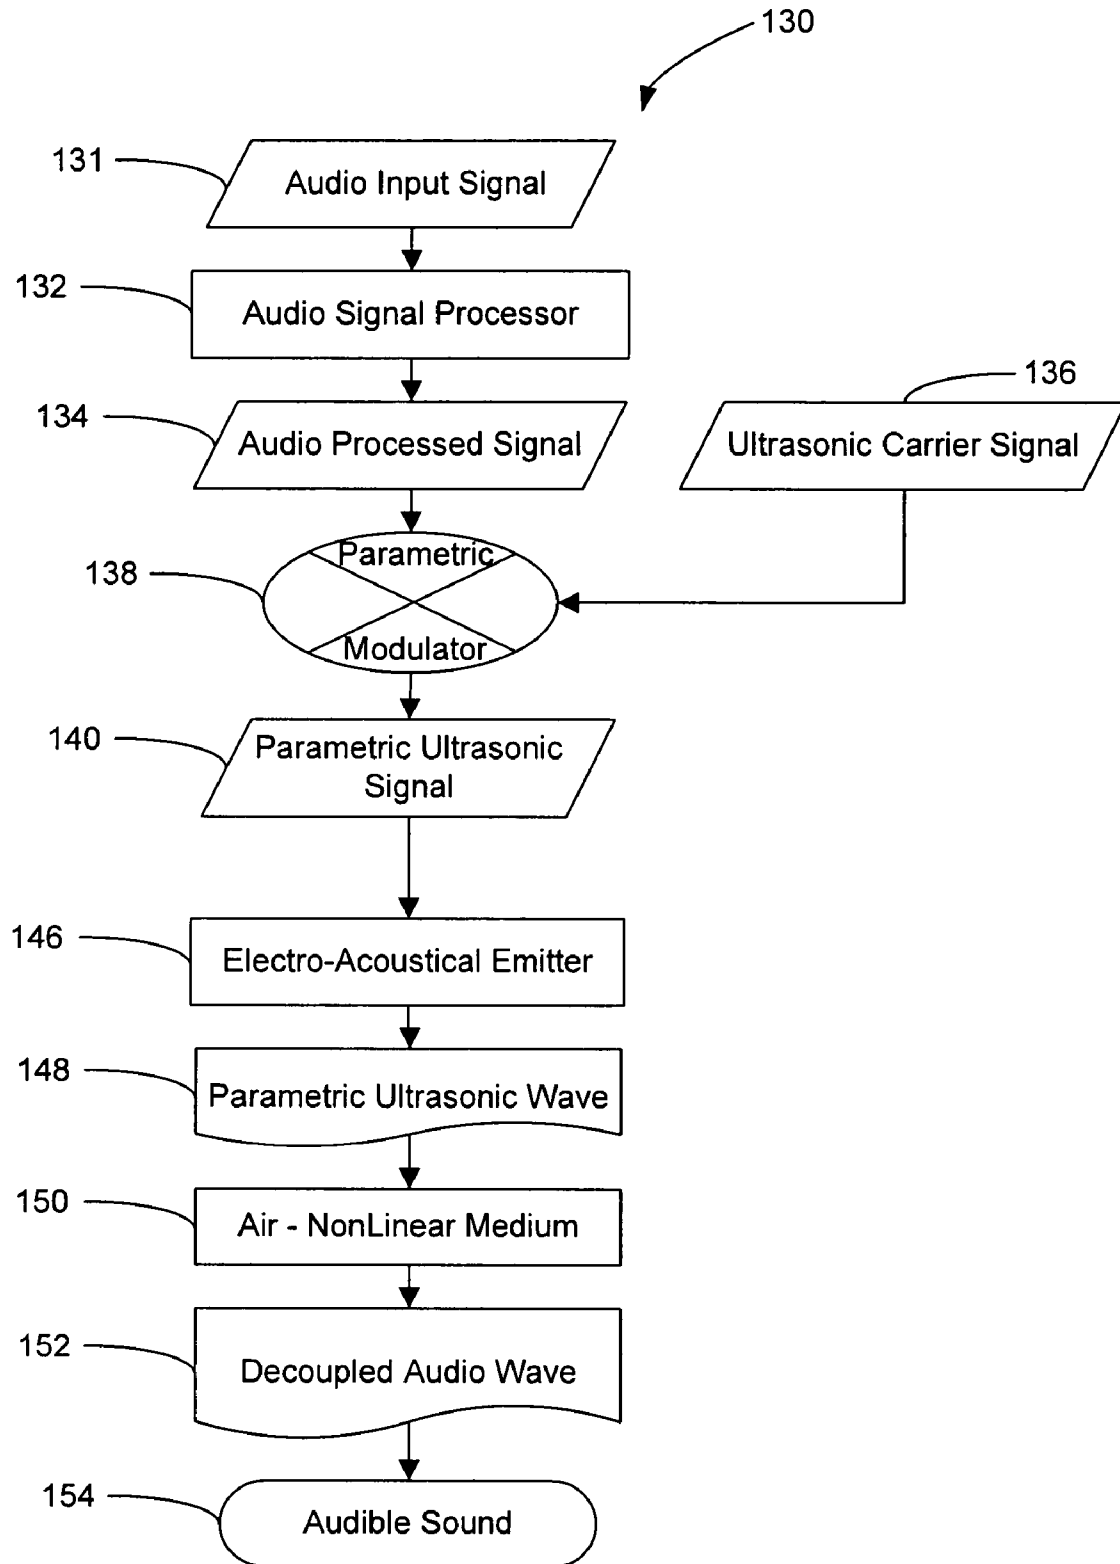 130
131
Audio Input Signal
132
Audio Signal Processor
136
134
Audio Processed Signal
Ultrasonic Carrier Signal
138
Parametric
Modulator
140
Parametric Ultrasonic
Signal
146
Electro-Acoustical Emitter
148
Parametric Ultrasonic Wave
150
Air - NonLinear Medium
152
Decoupled Audio Wave
154
Audible Sound